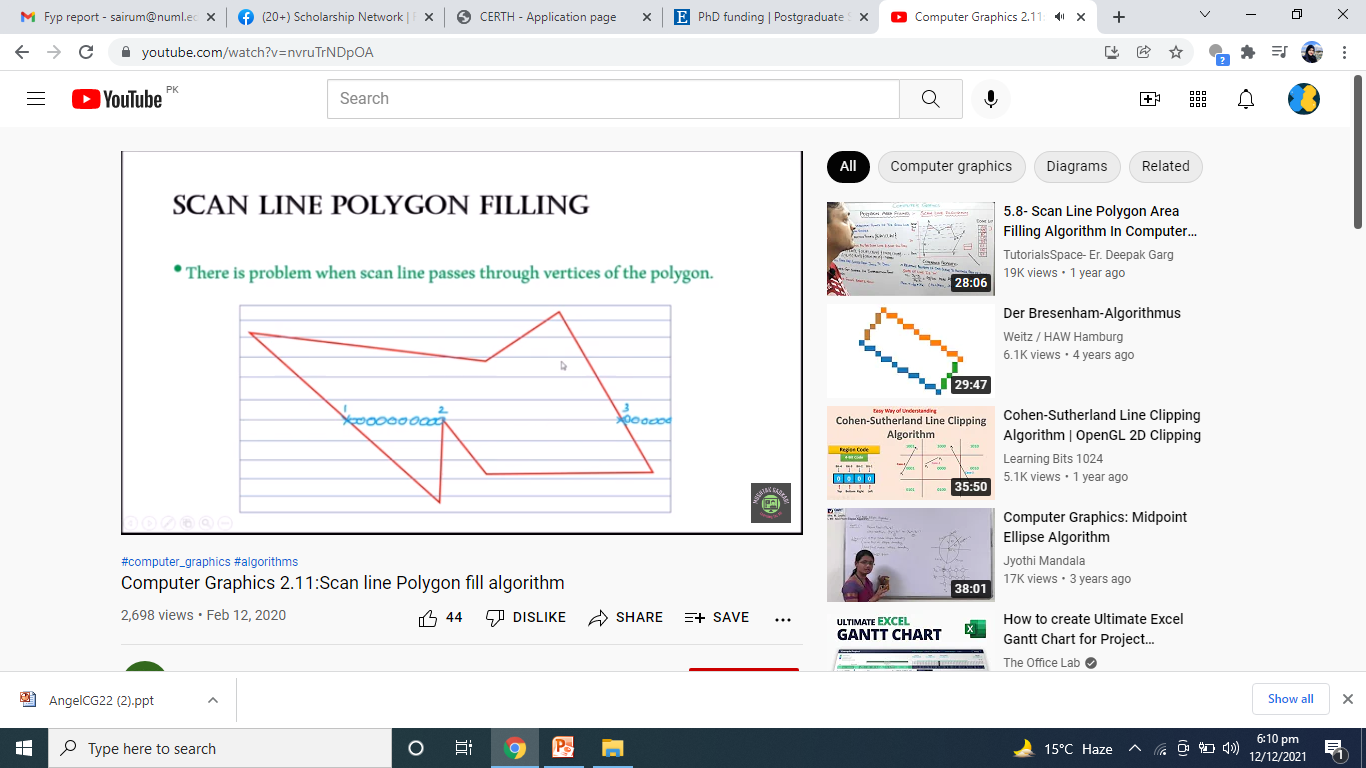 Fyp report - sairum@numl.ec
(20+) Scholarship Network |
CERTH - Application page
PhD funding | Postgraduate
Computer Graphics 2.11:
youtube.com/watch?v=nvruTrNDpOA
?
YouTube PK
Search
SCAN LINE POLYGON FILLING
• There is problem when scan line passes through vertices of the polygon.
1 2 3
#computer_graphics #algorithms
Computer Graphics 2.11:Scan line Polygon fill algorithm
2,698 views • Feb 12, 2020
44 DISLIKE SHARE SAVE
All Computer graphics Diagrams Related
28:06
5.8- Scan Line Polygon Area
Filling Algorithm In Computer...
TutorialsSpace- Er. Deepak Garg
19K views • 1 year ago
29:47
Der Bresenham-Algorithmus
Weitz / HAW Hamburg
6.1K views • 4 years ago
Easy Way of Understanding
Cohen-Sutherland Line Clipping
Algorithm
Region Code
35:50
Cohen-Sutherland Line Clipping
Algorithm | OpenGL 2D Clipping
Learning Bits 1024
5.1K views • 1 year ago
38:01
Computer Graphics: Midpoint
Ellipse Algorithm
Jyothi Mandala
17K views • 3 years ago
ULTIMATE EXCEL
GANTT CHART
How to create Ultimate Excel
Gantt Chart for Project...
The Office Lab
AngelCG22 (2).ppt
Show all
Type here to search
15°C Haze
6:10 pm
12/12/2021
1